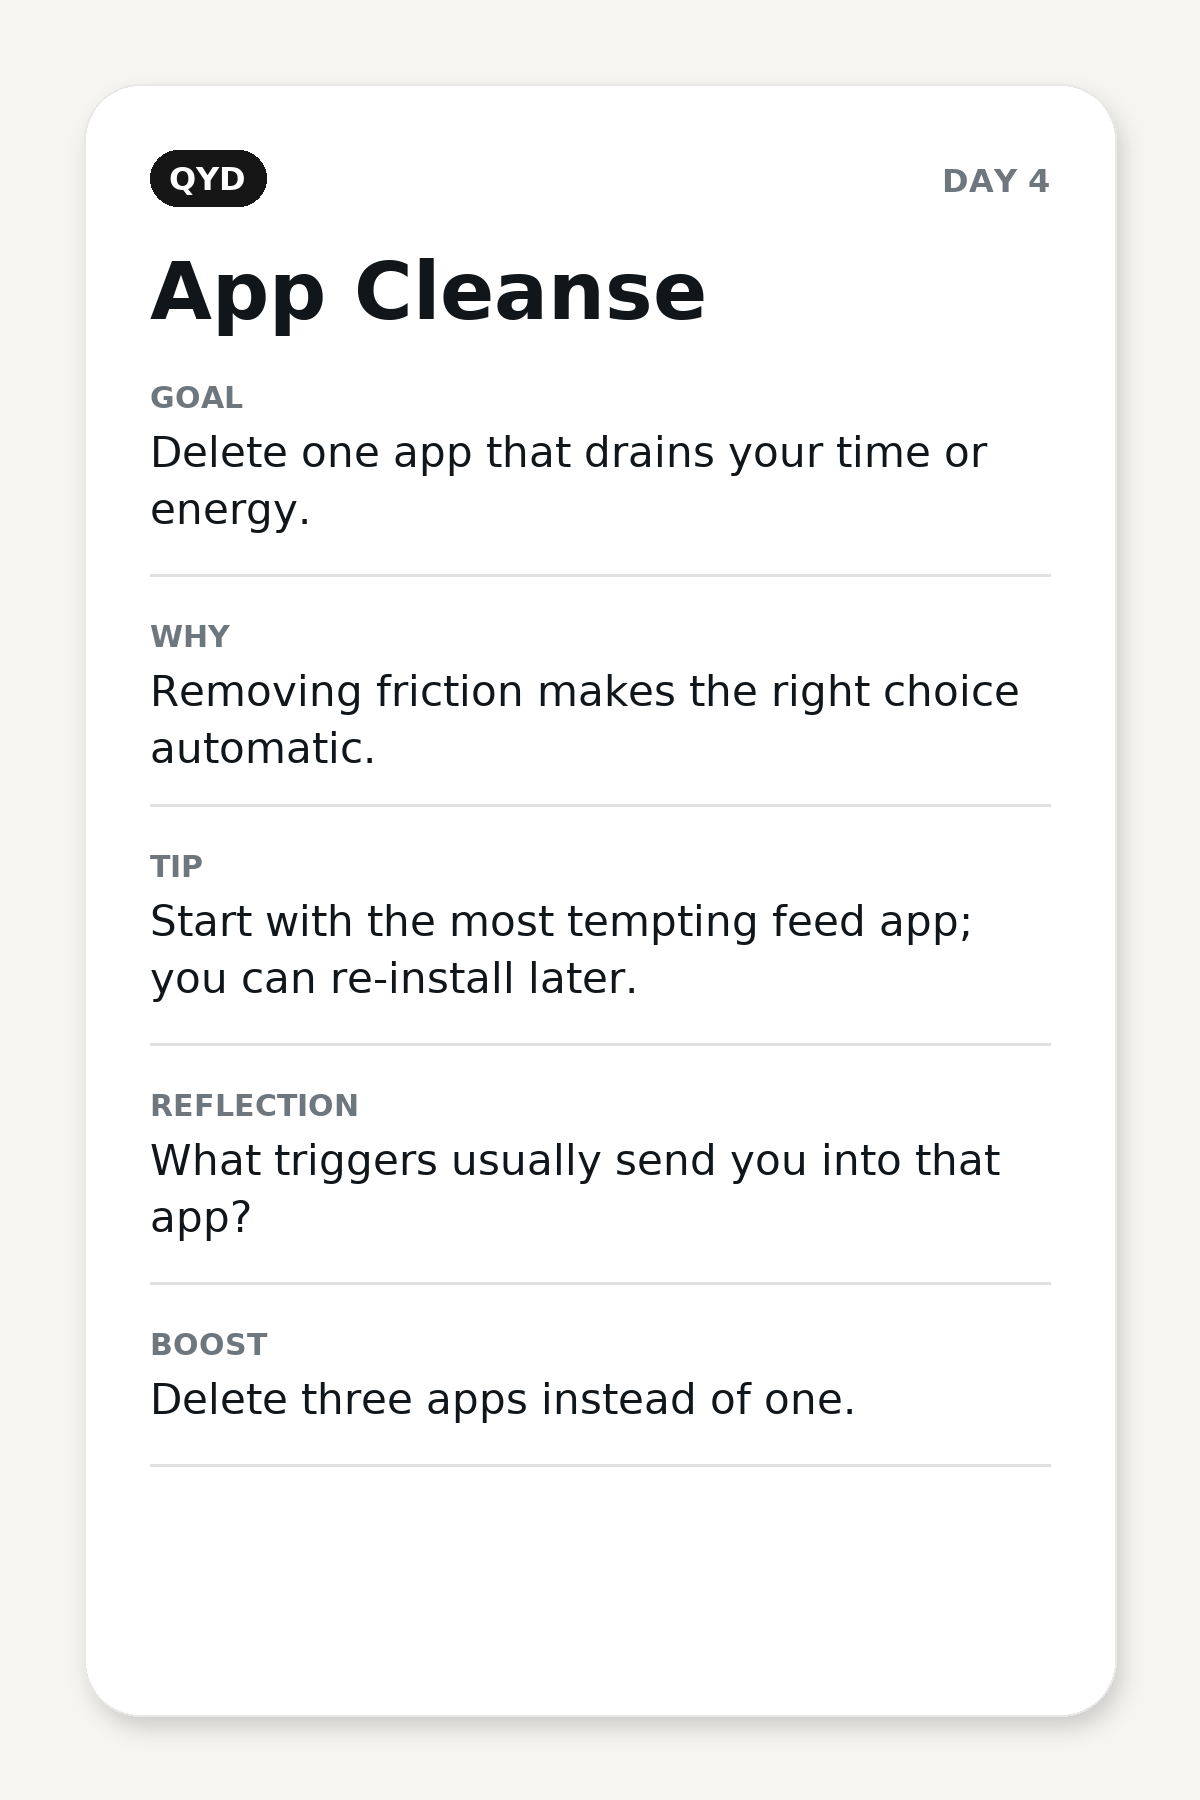 QYD
DAY 4
App Cleanse
GOAL
Delete one app that drains your time or
energy.
WHY
Removing friction makes the right choice
automatic.
TIP
Start with the most tempting feed app;
you can re-install later.
REFLECTION
What triggers usually send you into that
app?
BOOST
Delete three apps instead of one.